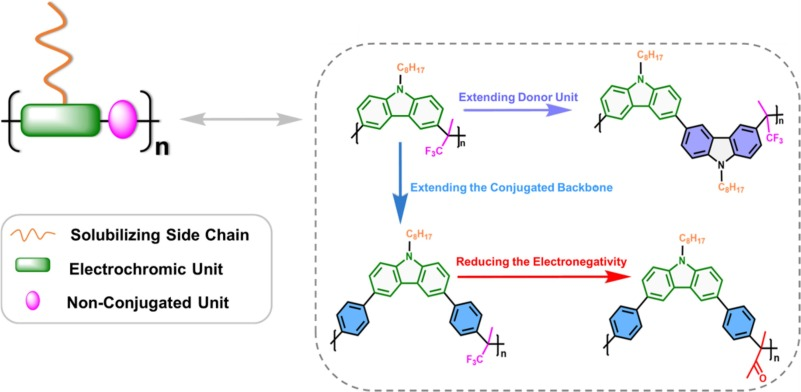 n
Solubilizing Side Chain
Electrochromic Unit
Non-Conjugated Unit
C8H17
N
n
F3C
Extending Donor Unit
C8H17
N
n
CF3
N
C8H17
Extending the Conjugated Backbone
C8H17
N
n
F3C
Reducing the Electronegativity
C8H17
N
n
O